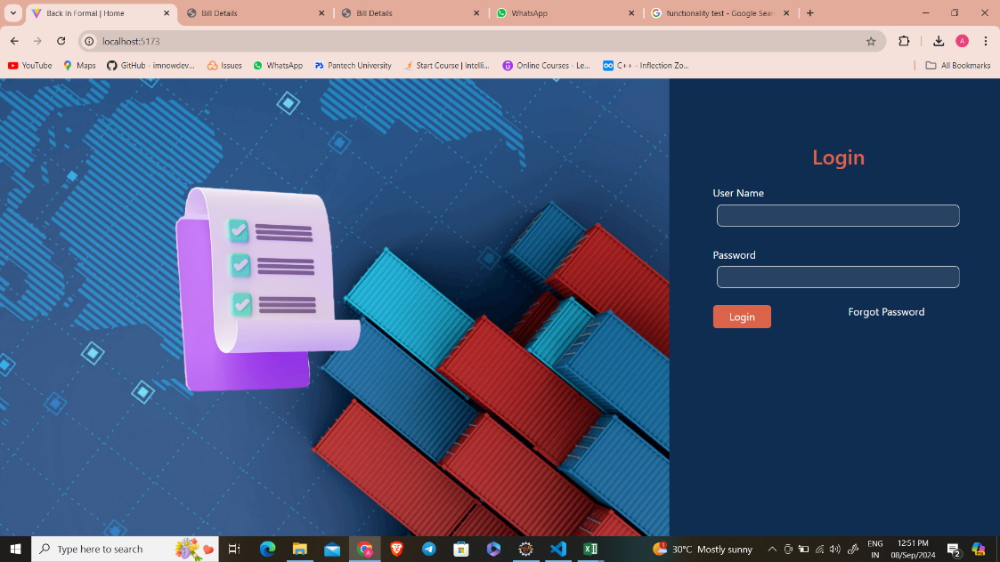 Back In Formal | Home
Bill Details
Bill Details
WhatsApp
functionality test - Google Sear
localhost:5173
A
YouTube
Maps
GitHub - imnowdev...
Issues
WhatsApp
Pantech University
Start Course | Intelli...
Online Courses - Le...
C++ - Inflection Zo...
All Bookmarks
Login
User Name
Password
Login
Forgot Password
Type here to search
30°C Mostly sunny
ENG
IN
12:51 PM
08/Sep/2024
2